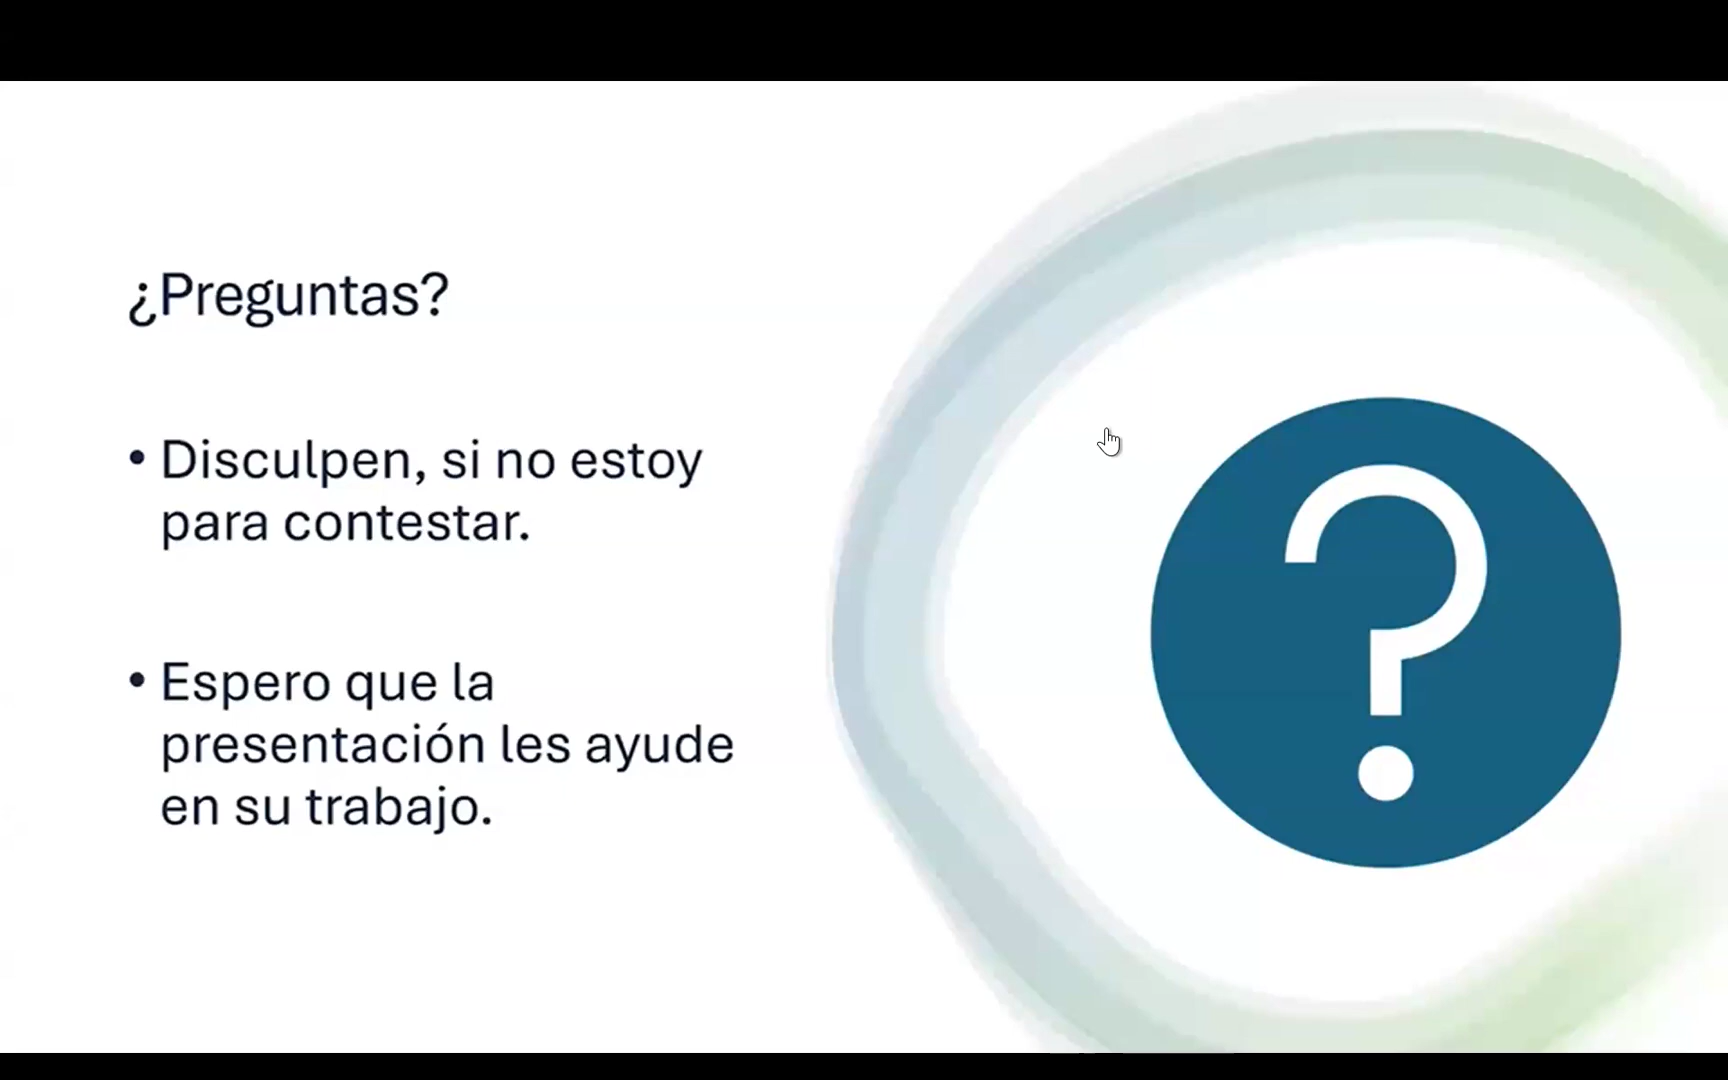 ¿Preguntas?
• Disculpen, si no estoy
para contestar.
• Espero que la
presentación les ayude
en su trabajo.
?